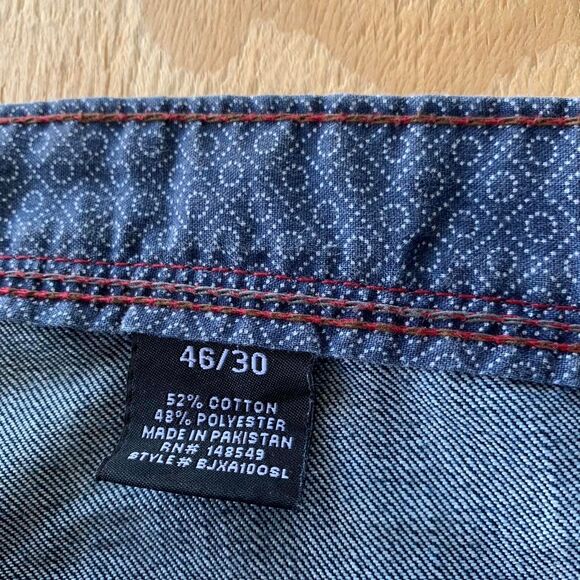 46/30
52% COTTON
48% POLYESTER
MADE IN PAKISTAN
RN# 148549
STYLE# BJXA100SL